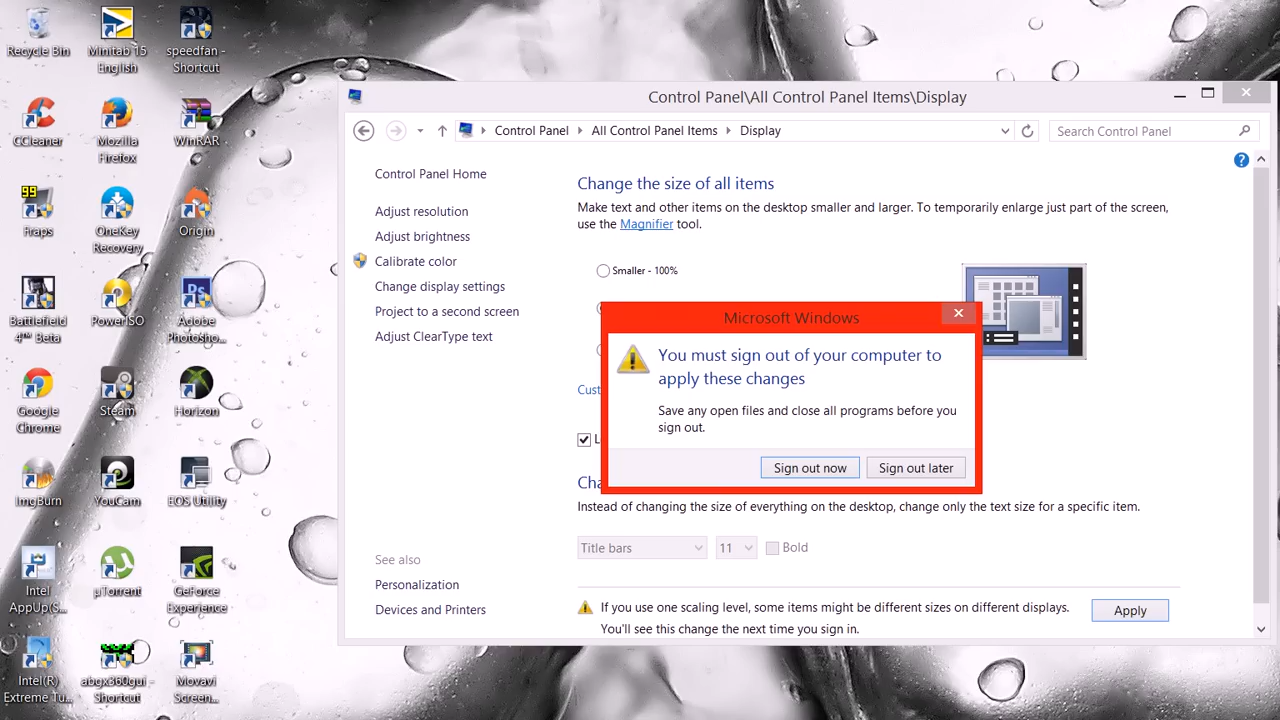 Recycle Bin
Minitab 15
English
speedfan -
Shortcut
CCleaner
Mozilla
Firefox
WinRAR
99
Fraps
OneKey
Recovery
Origin
Battlefield
4™ Beta
PowerISO
Ps
Adobe
Photosho...
Google
Chrome
Steam
Horizon
ImgBurn
YouCam
EOS Utility
Intel
AppUp(S...
µTorrent
GeForce
Experience
Intel(R)
Extreme Tu...
abgx360gui -
Shortcut
Movavi
Screen...
Control Panel\All Control Panel Items\Display
Control Panel
All Control Panel Items
Display
Search Control Panel
Control Panel Home
Adjust resolution
Adjust brightness
Calibrate color
Change display settings
Project to a second screen
Adjust ClearType text
See also
Personalization
Devices and Printers
Change the size of all items
Make text and other items on the desktop smaller and larger. To temporarily enlarge just part of the screen,
use the Magnifier tool.
Smaller - 100%
Microsoft Windows
You must sign out of your computer to
apply these changes
Save any open files and close all programs before you
sign out.
Sign out now
Sign out later
Instead of changing the size of everything on the desktop, change only the text size for a specific item.
Title bars
11
Bold
If you use one scaling level, some items might be different sizes on different displays.
You'll see this change the next time you sign in.
Apply